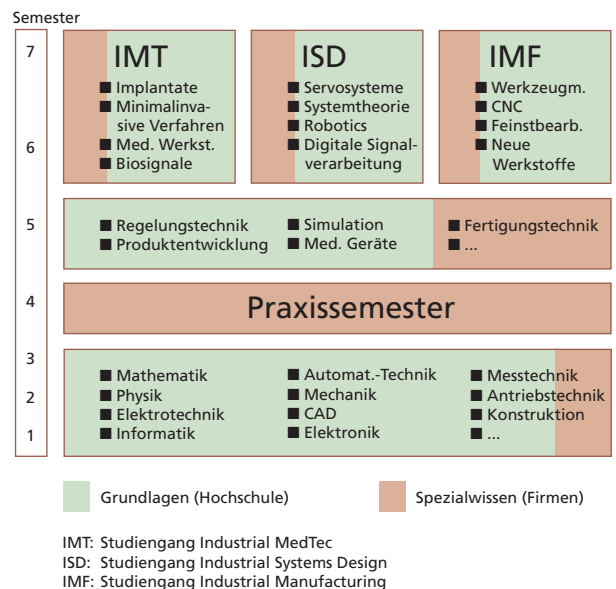 Semester
7
6
5
4
3
2
1
IMT
■ Implantate
■ Minimalinva-
sive Verfahren
■ Med. Werkst.
■ Biosignale
ISD
■ Servosysteme
■ Systemtheorie
■ Robotics
■ Digitale Signal-
verarbeitung
IMF
■ Werkzeugm.
■ CNC
■ Feinstbearb.
■ Neue
Werkstoffe
■ Regelungstechnik
■ Produktentwicklung
■ Simulation
■ Med. Geräte
■ Fertigungstechnik
■ ...
Praxissemester
■ Mathematik
■ Physik
■ Elektrotechnik
■ Informatik
■ Automat.-Technik
■ Mechanik
■ CAD
■ Elektronik
■ Messtechnik
■ Antriebstechnik
■ Konstruktion
■ ...
Grundlagen (Hochschule)
Spezialwissen (Firmen)
IMT: Studiengang Industrial MedTec
ISD: Studiengang Industrial Systems Design
IMF: Studiengang Industrial Manufacturing